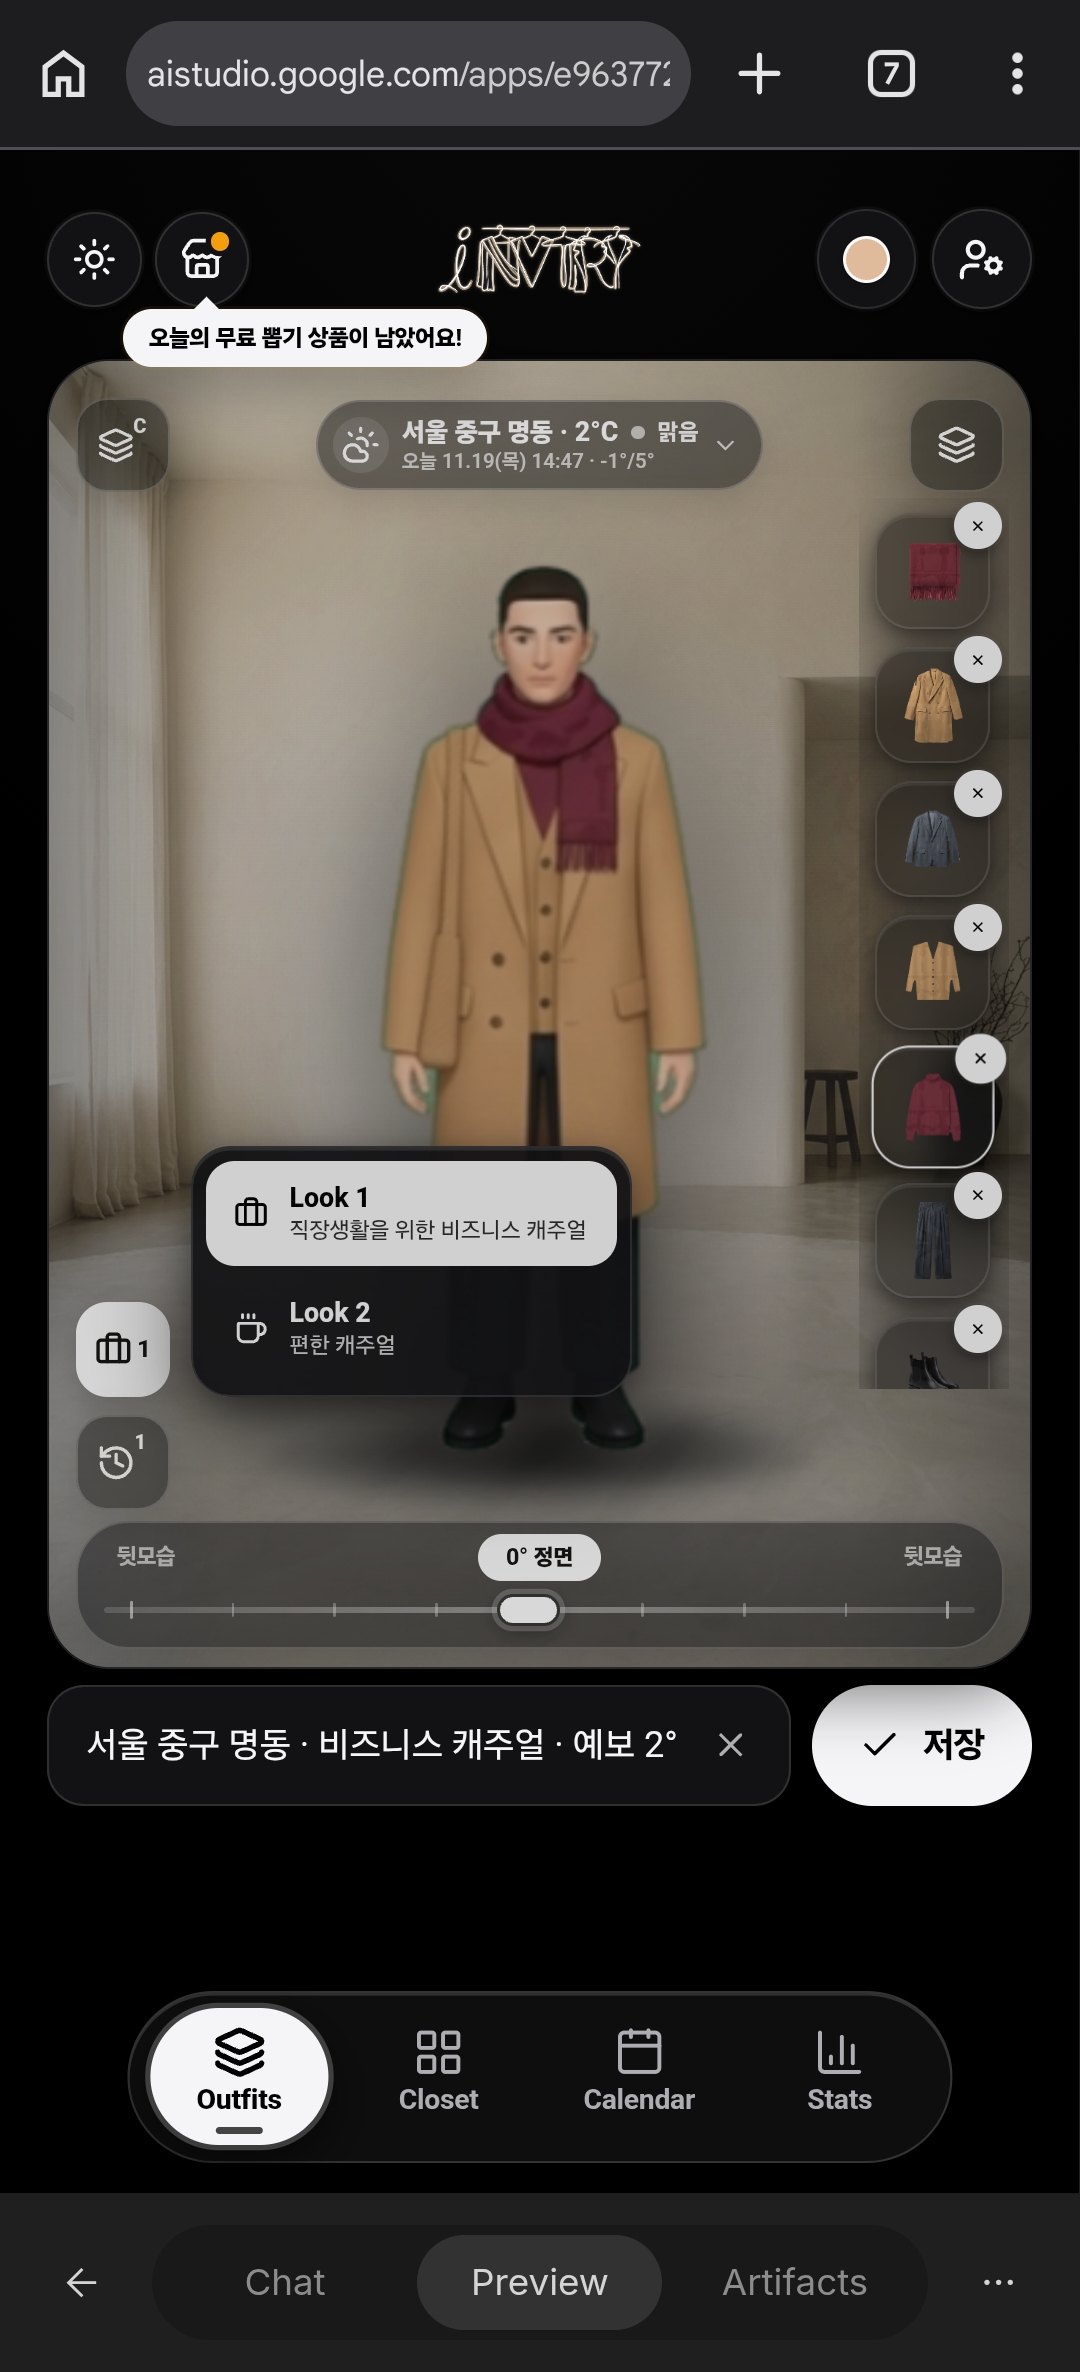 aistudio.google.com/apps/e963772
7
iNVTRY
오늘의 무료 뽑기 상품이 남았어요!
C
서울 중구 명동 · 2°C ● 맑음
오늘 11.19(목) 14:47 · -1°/5°
Look 1
직장생활을 위한 비즈니스 캐주얼
Look 2
편한 캐주얼
1
1
뒷모습
0° 정면
뒷모습
서울 중구 명동 · 비즈니스 캐주얼 · 예보 2°
저장
Outfits
Closet
Calendar
Stats
Chat
Preview
Artifacts